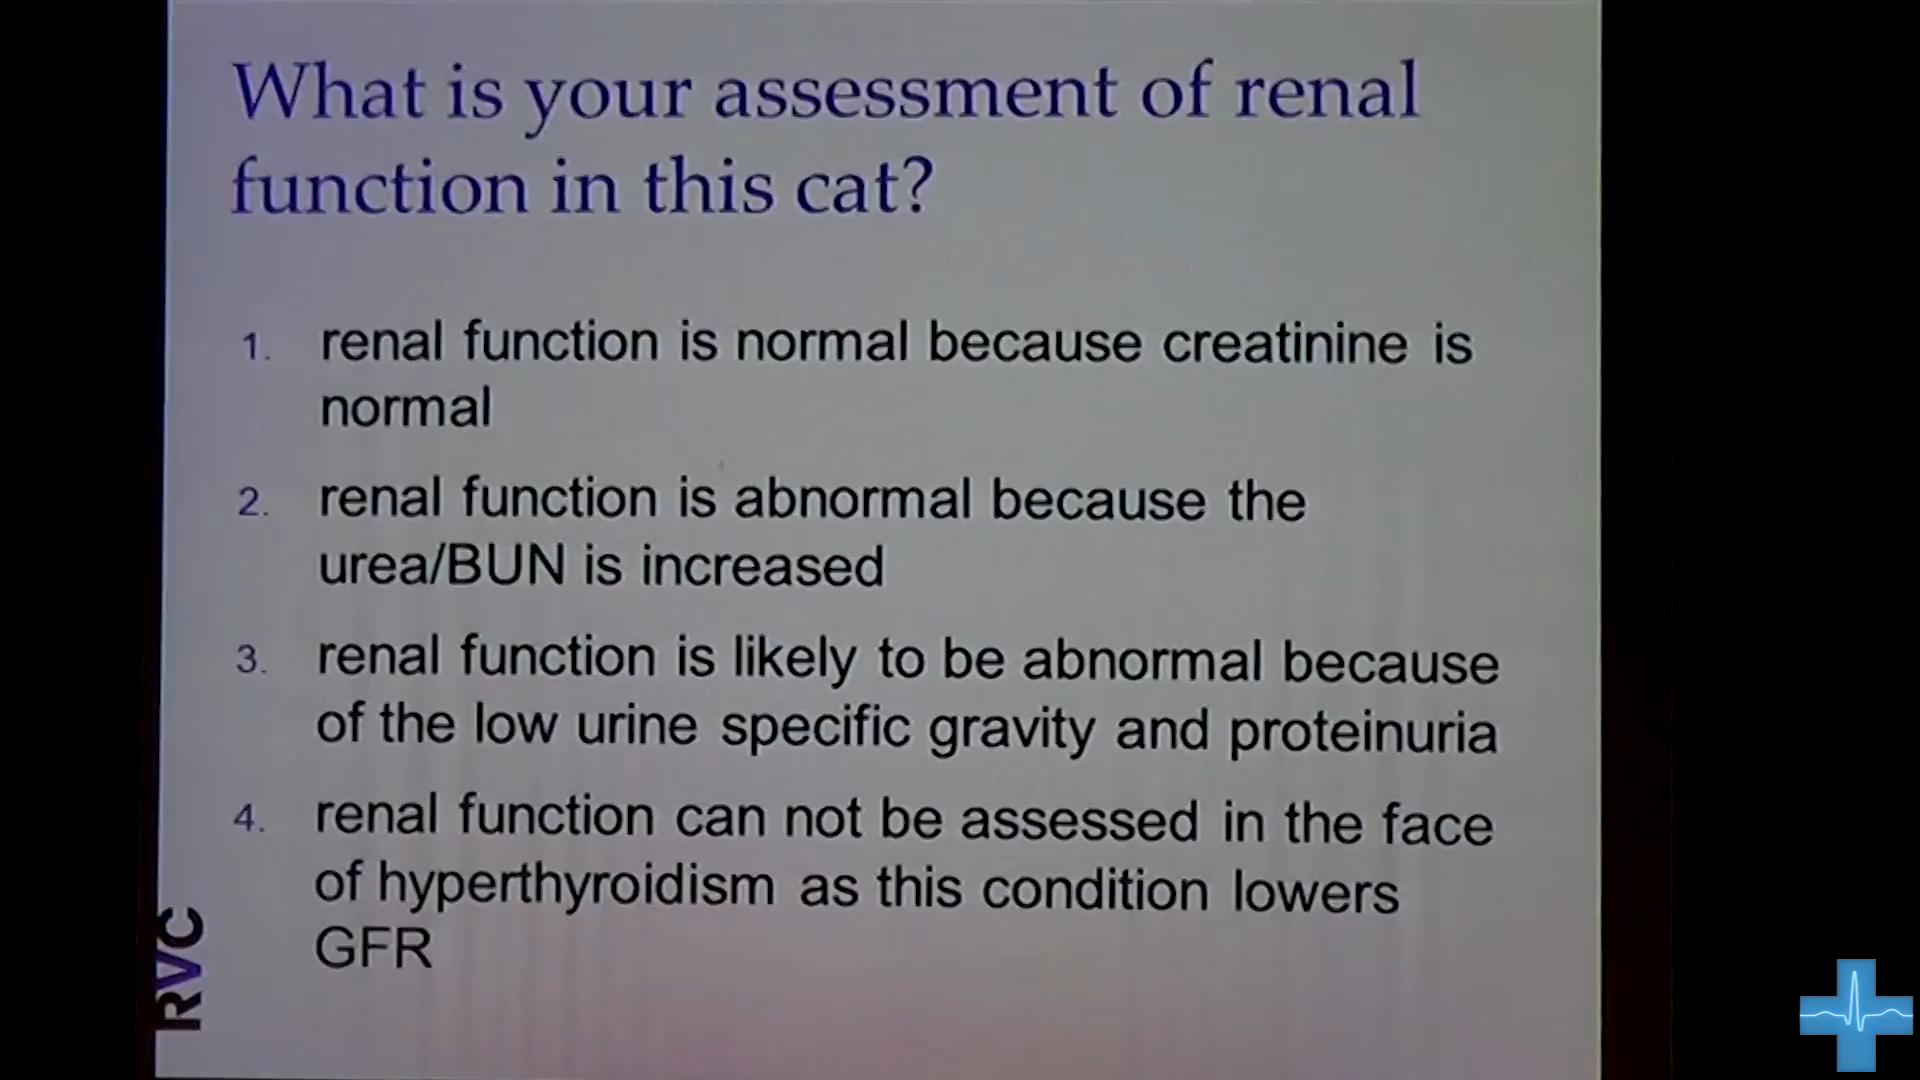 What is your assessment of renal
function in this cat?
1. renal function is normal because creatinine is
normal
2. renal function is abnormal because the
urea/BUN is increased
3. renal function is likely to be abnormal because
of the low urine specific gravity and proteinuria
4. renal function can not be assessed in the face
of hyperthyroidism as this condition lowers
GFR
RVC